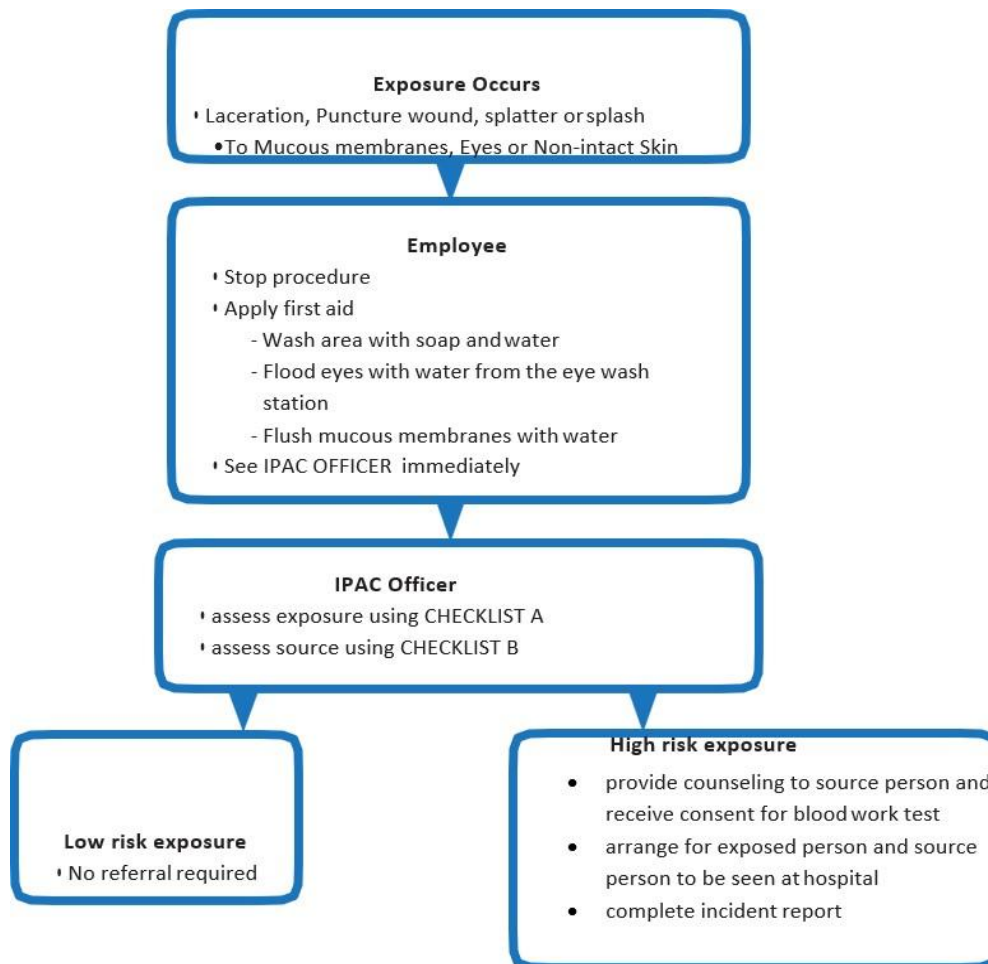 Exposure Occurs
• Laceration, Puncture wound, splatter or splash
•To Mucous membranes, Eyes or Non-intact Skin
Employee
• Stop procedure
• Apply first aid
- Wash area with soap and water
- Flood eyes with water from the eye wash
station
- Flush mucous membranes with water
• See IPAC OFFICER immediately
IPAC Officer
• assess exposure using CHECKLIST A
• assess source using CHECKLIST B
Low risk exposure
• No referral required
High risk exposure
• provide counseling to source person and
receive consent for blood work test
• arrange for exposed person and source
person to be seen at hospital
• complete incident report